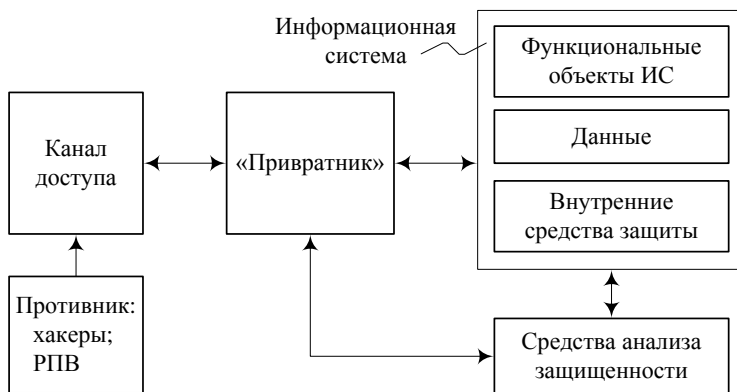 Информационная
система
Функциональные
объекты ИС
Данные
Внутренние
средства защиты
Канал
доступа
«Привратник»
Противник:
хакеры;
РПВ
Средства анализа
защищенности